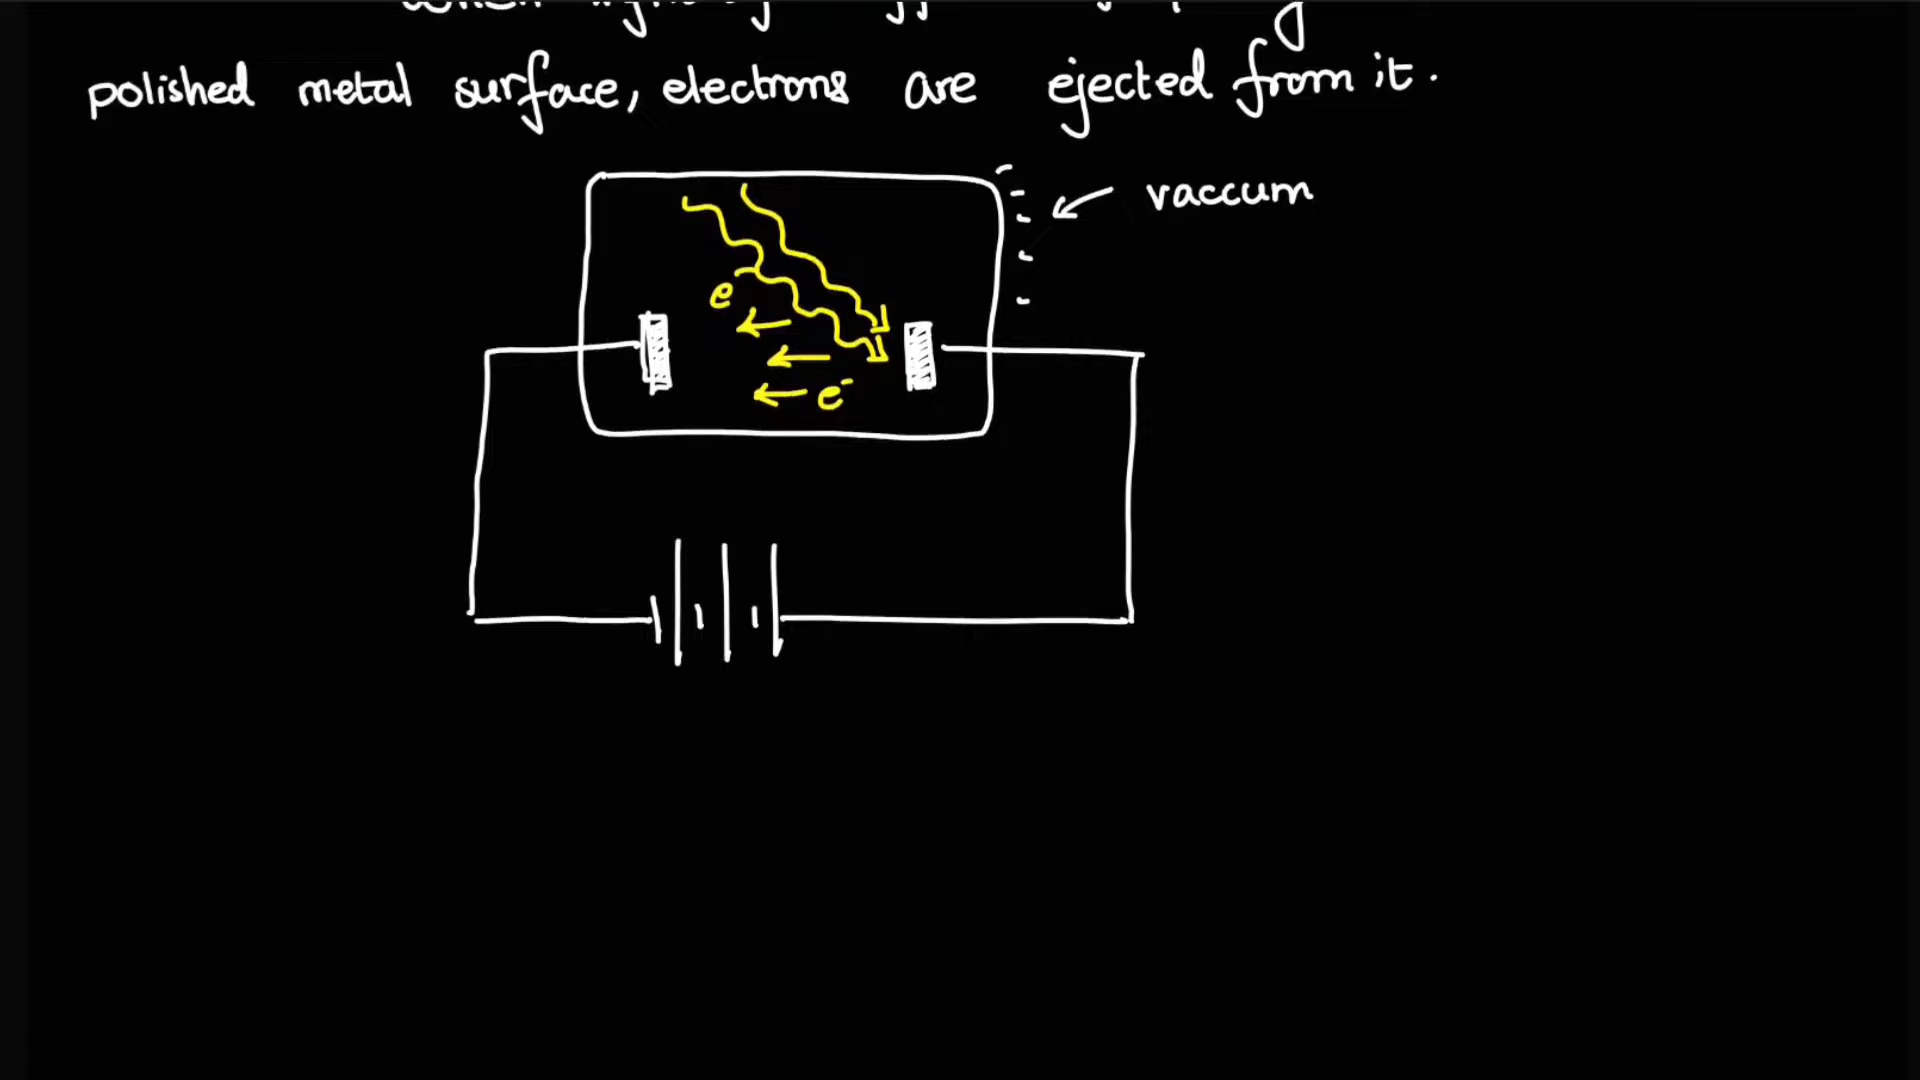 polished metal surface, electrons are ejected from it.
vaccum
e⁻
e⁻